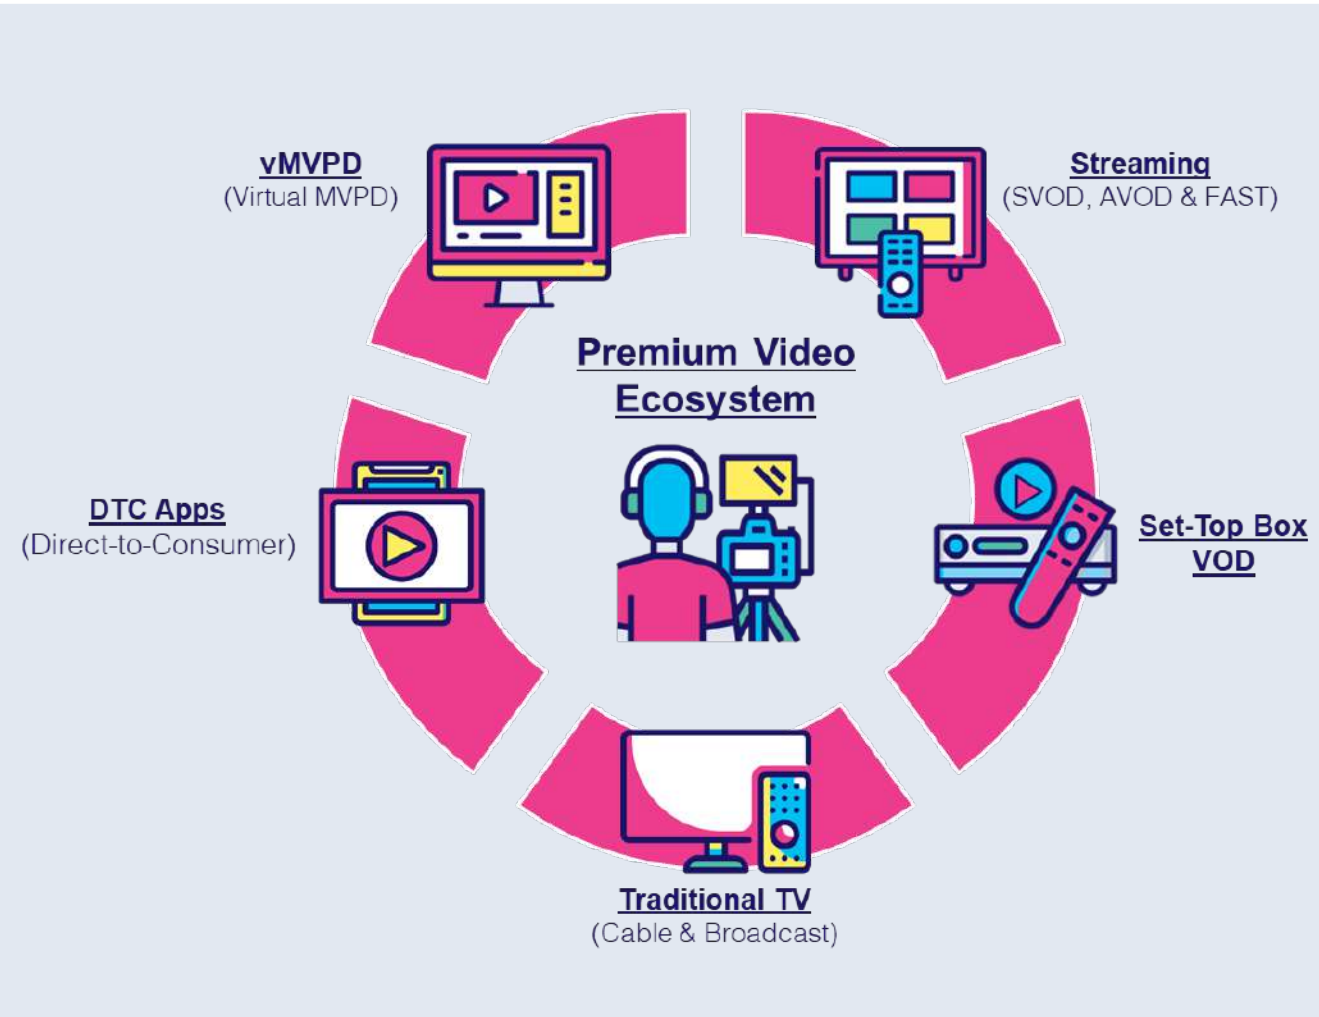 Premium Video
Ecosystem
vMVPD
(Virtual MVPD)
Streaming
(SVOD, AVOD & FAST)
Set-Top Box
VOD
Traditional TV
(Cable & Broadcast)
DTC Apps
(Direct-to-Consumer)